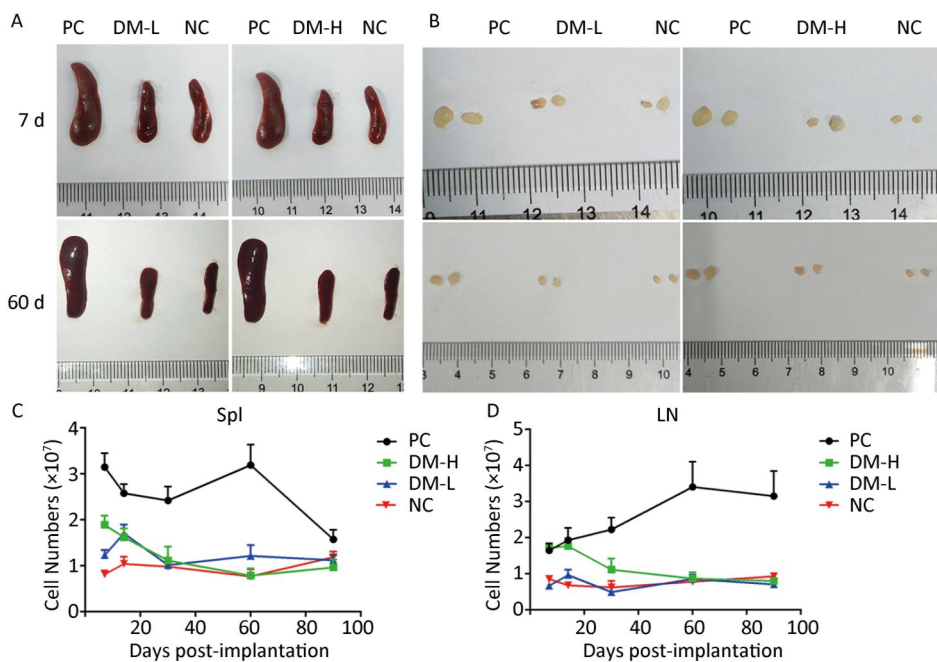 A
PC DM-L NC PC DM-H NC
B
PC DM-L NC PC DM-H NC
7 d
11 12 13 14
10 11 12 13 14
11 12 13 14
10 11 12 13 14
60 d
10 11 12 13
9 10 11 12 13
3 4 5 6 7 8 9 10
4 5 6 7 8 9 10
C Spl
Cell Numbers (×10⁷)
4
3
2
1
0
20 40 60 80 100
Days post-implantation
PC
DM-H
DM-L
NC
D LN
Cell Numbers (×10⁷)
5
4
3
2
1
0
20 40 60 80 100
Days post-implantation
PC
DM-H
DM-L
NC